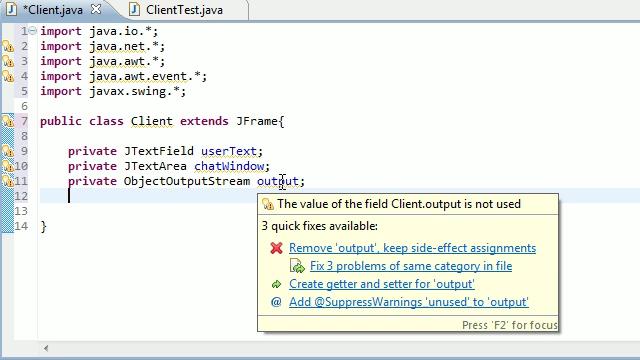 *Client.java
ClientTest.java
1 import java.io.*;
2 import java.net.*;
3 import java.awt.*;
4 import java.awt.event.*;
5 import javax.swing.*;
6
7 public class Client extends JFrame{
8
9 private JTextField userText;
10 private JTextArea chatWindow;
11 private ObjectOutputStream output;
12
13
14 }
The value of the field Client.output is not used
3 quick fixes available:
Remove 'output', keep side-effect assignments
Fix 3 problems of same category in file
Create getter and setter for 'output'
Add @SuppressWarnings 'unused' to 'output'
Press 'F2' for focus